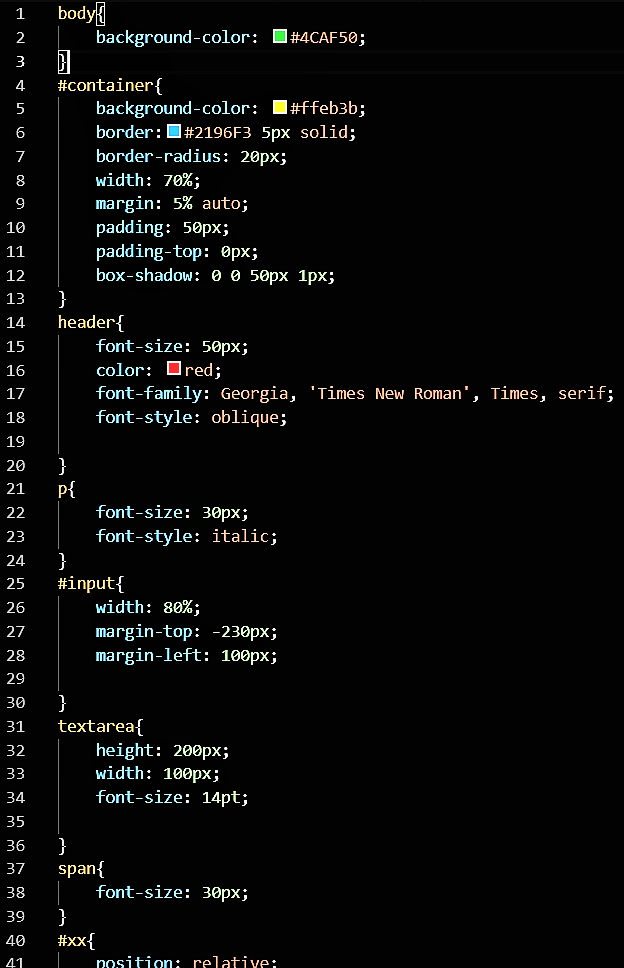 1 body{
2 background-color: #4CAF50;
3 }
4 #container{
5 background-color: #ffeb3b;
6 border: #2196F3 5px solid;
7 border-radius: 20px;
8 width: 70%;
9 margin: 5% auto;
10 padding: 50px;
11 padding-top: 0px;
12 box-shadow: 0 0 50px 1px;
13 }
14 header{
15 font-size: 50px;
16 color: red;
17 font-family: Georgia, 'Times New Roman', Times, serif;
18 font-style: oblique;
19
20 }
21 p{
22 font-size: 30px;
23 font-style: italic;
24 }
25 #input{
26 width: 80%;
27 margin-top: -230px;
28 margin-left: 100px;
29
30 }
31 textarea{
32 height: 200px;
33 width: 100px;
34 font-size: 14pt;
35
36 }
37 span{
38 font-size: 30px;
39 }
40 #xx{
41 position: relative;